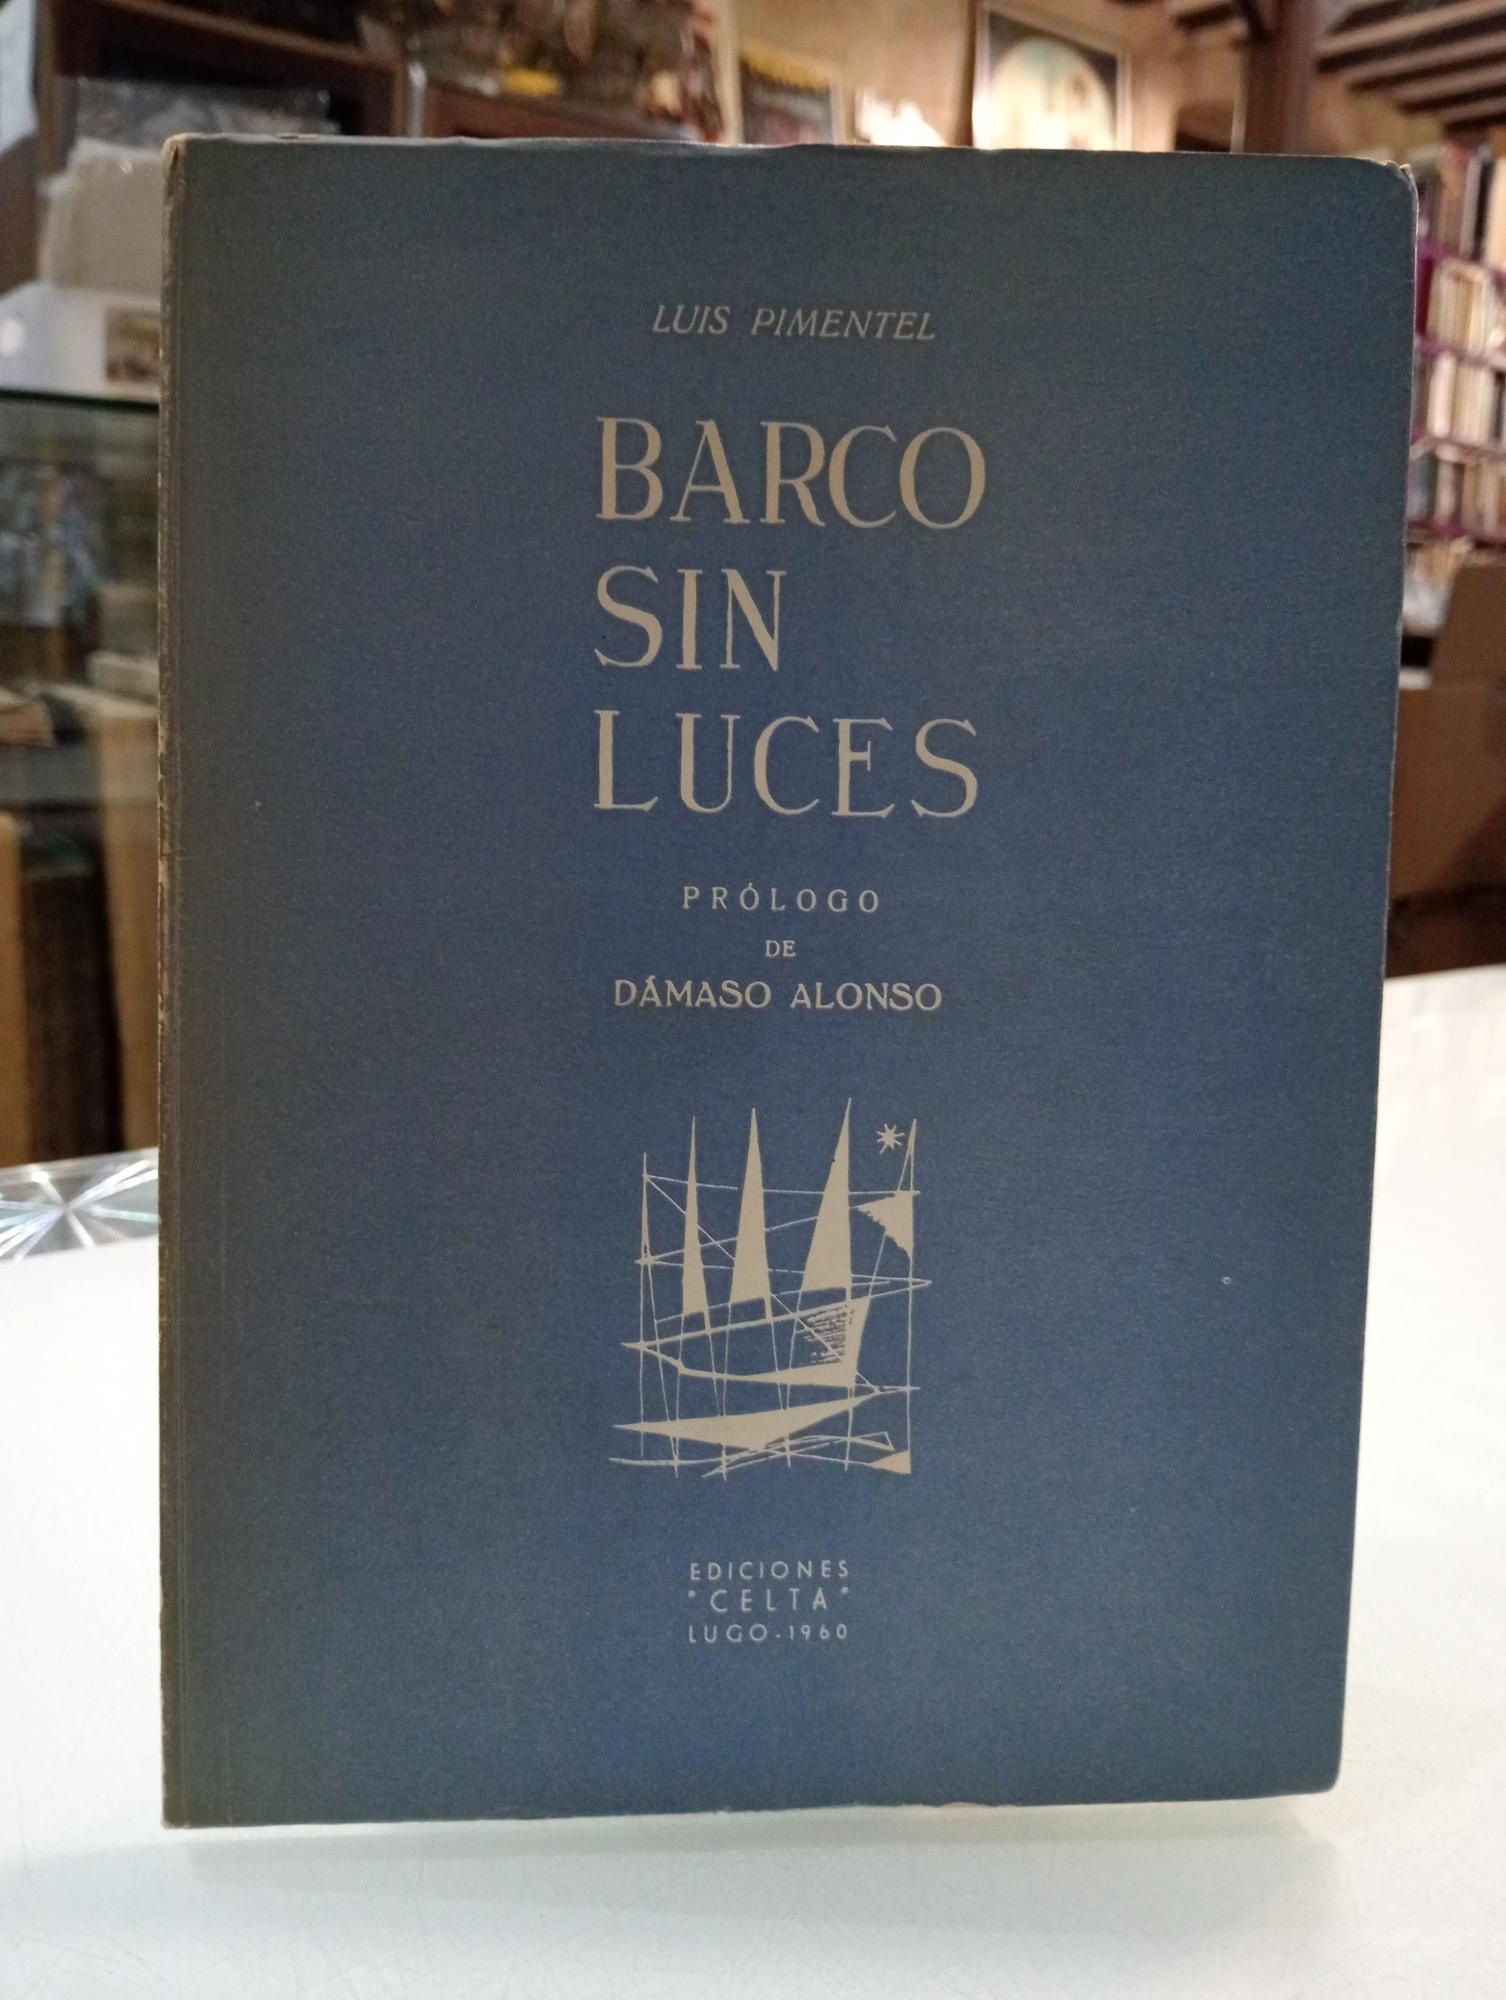 LUIS PIMENTEL
BARCO
SIN
LUCES
PRÓLOGO
DE
DÁMASO ALONSO
EDICIONES
"CELTA"
LUGO-1960